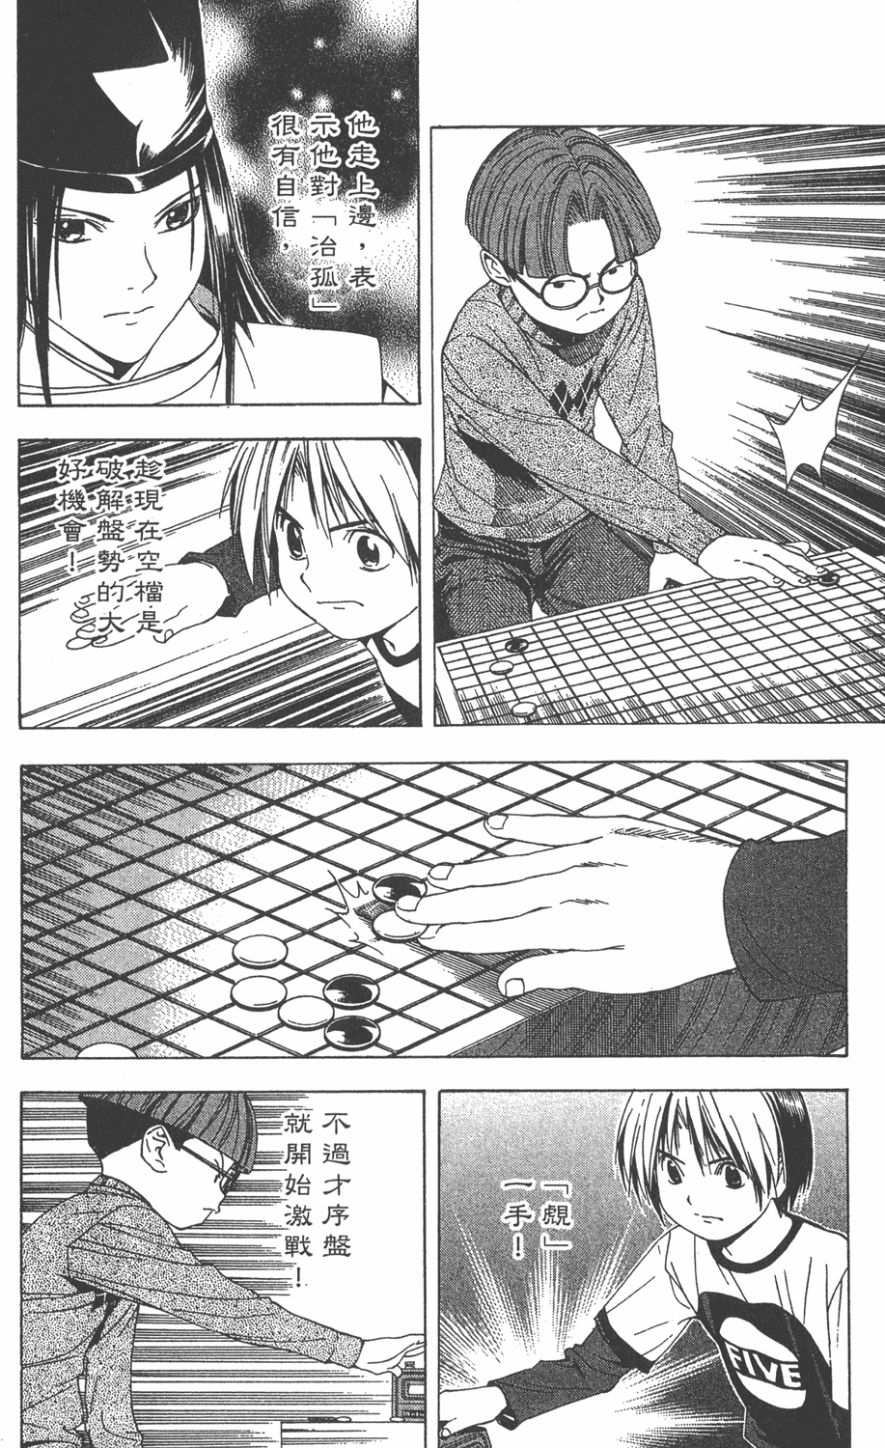 他走上邊，表
示他對「治孤」
很有自信，
趁現在空檔是
破解盤勢的大
好機會！
「覷」
一手！
FIVE
不過才序盤
就開始激戰！